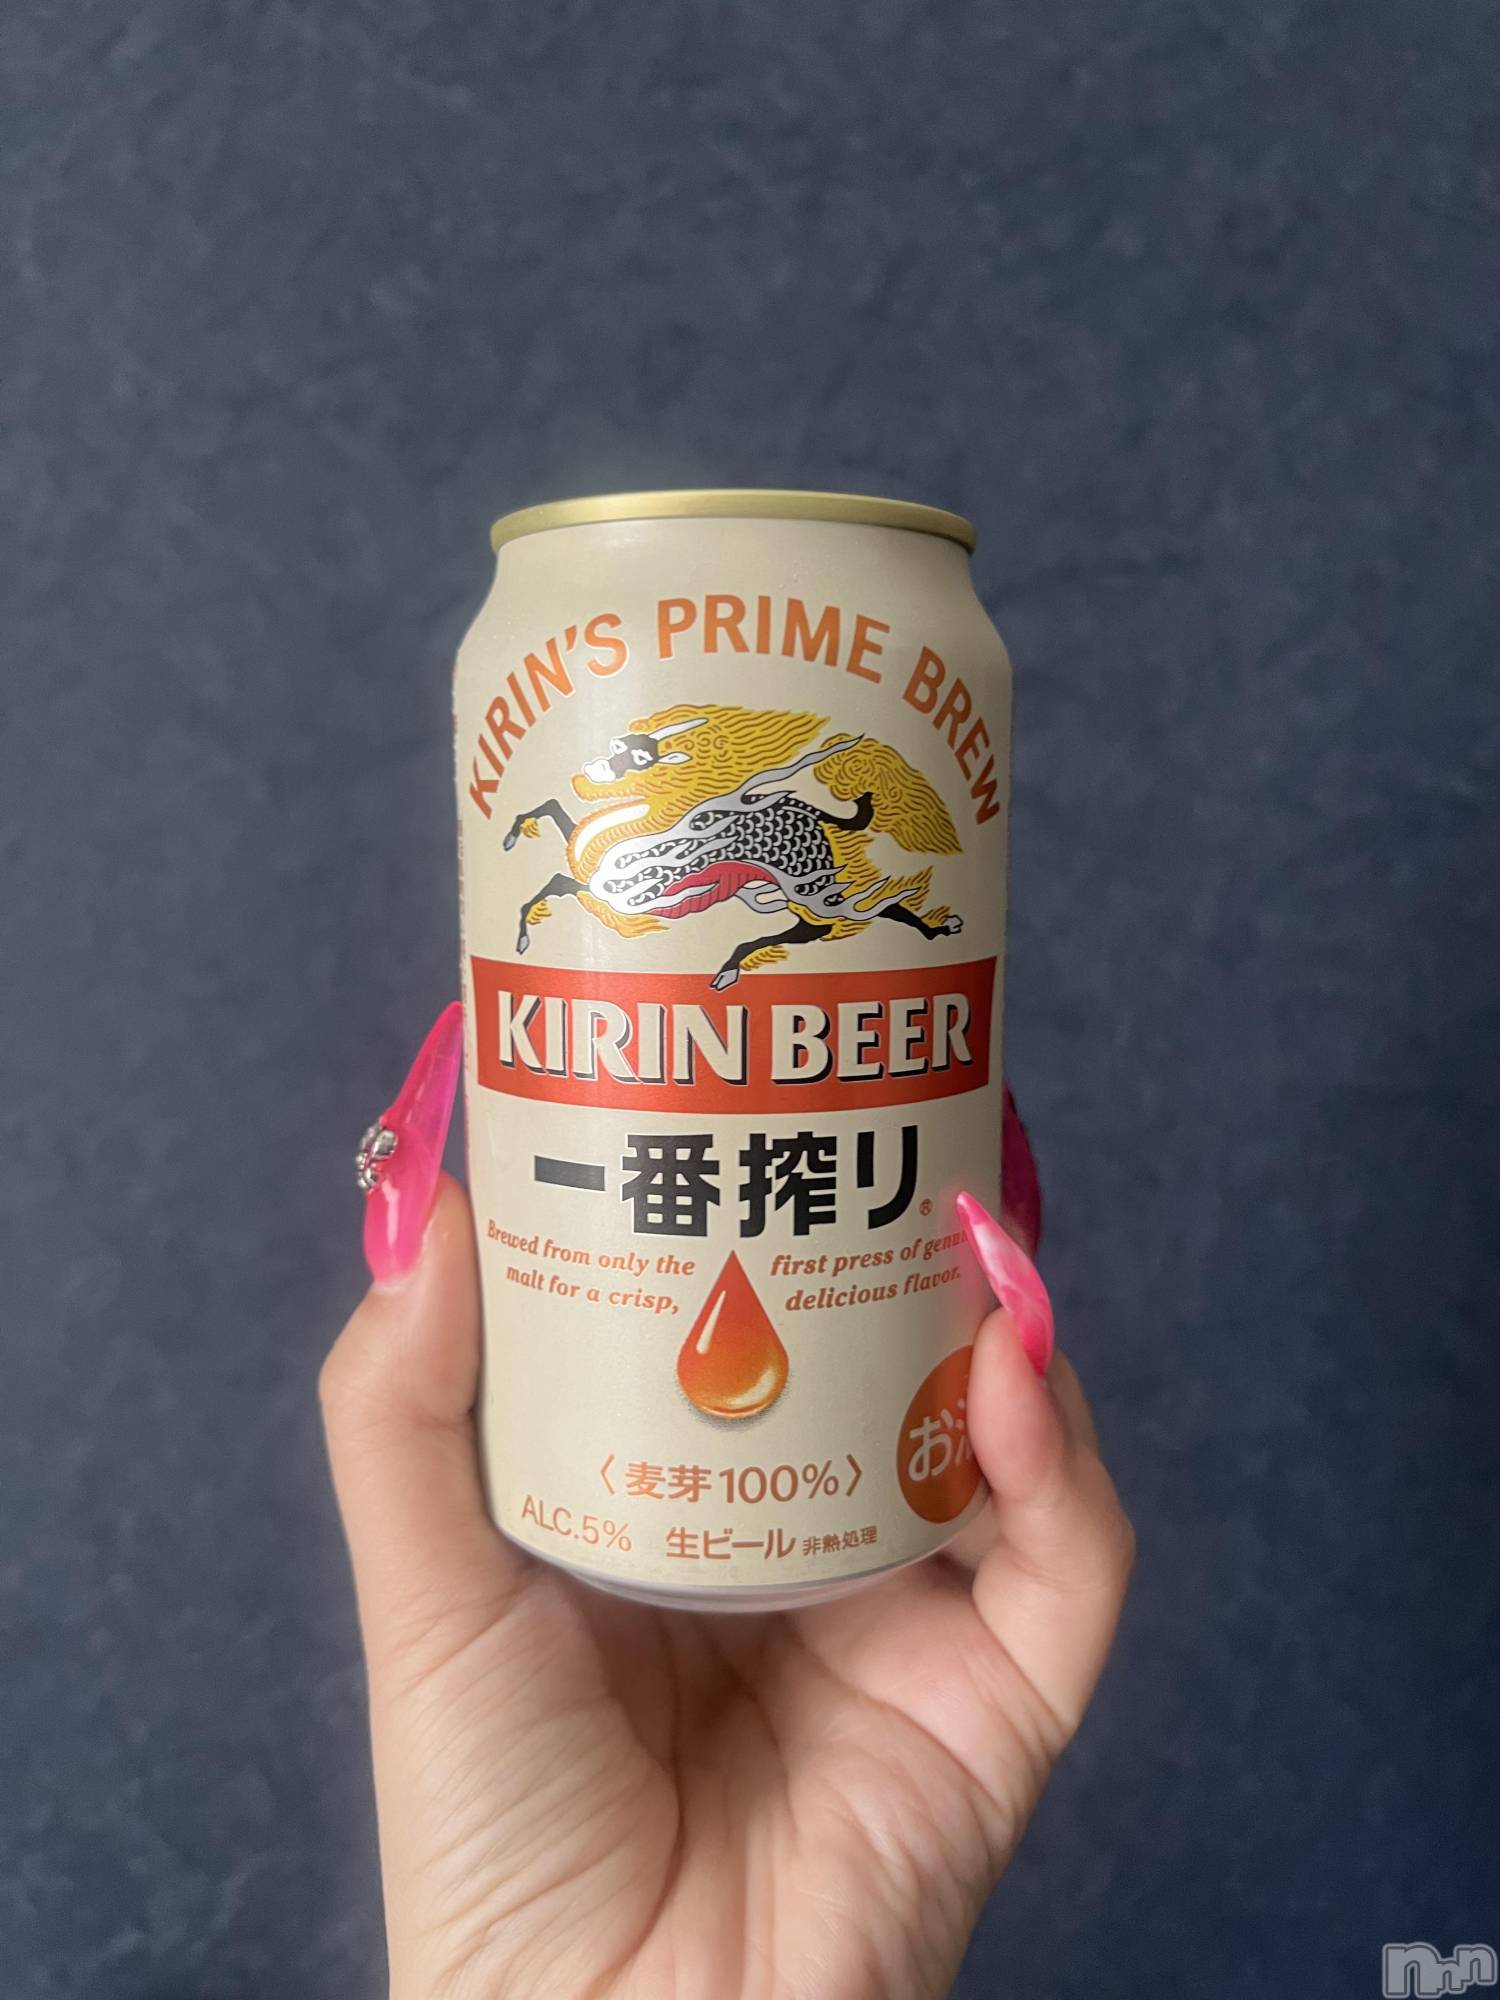 KIRIN'S PRIME BREW
KIRIN BEER
一番搾り®
Brewed from only the first press of
malt for a crisp, delicious flavor.
〈麦芽100%〉
ALC.5% 生ビール 非熱処理
nnn